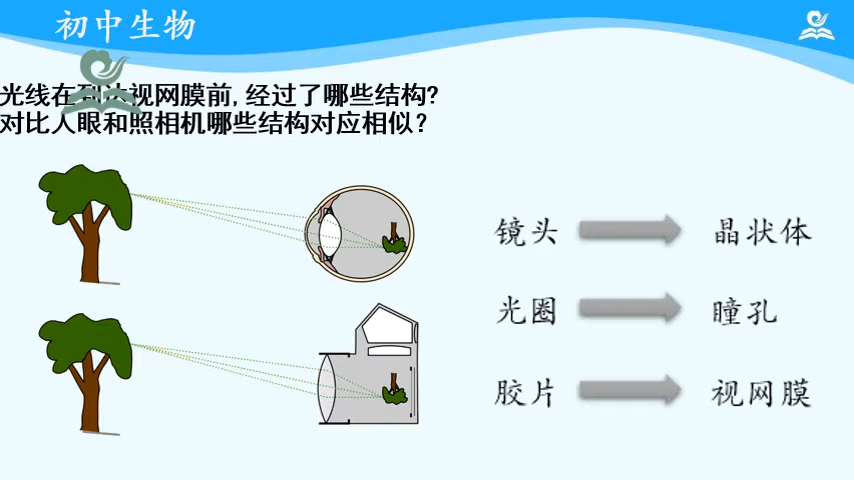 初中生物
光线在到达视网膜前,经过了哪些结构?
对比人眼和照相机哪些结构对应相似？
镜头
晶状体
光圈
瞳孔
胶片
视网膜